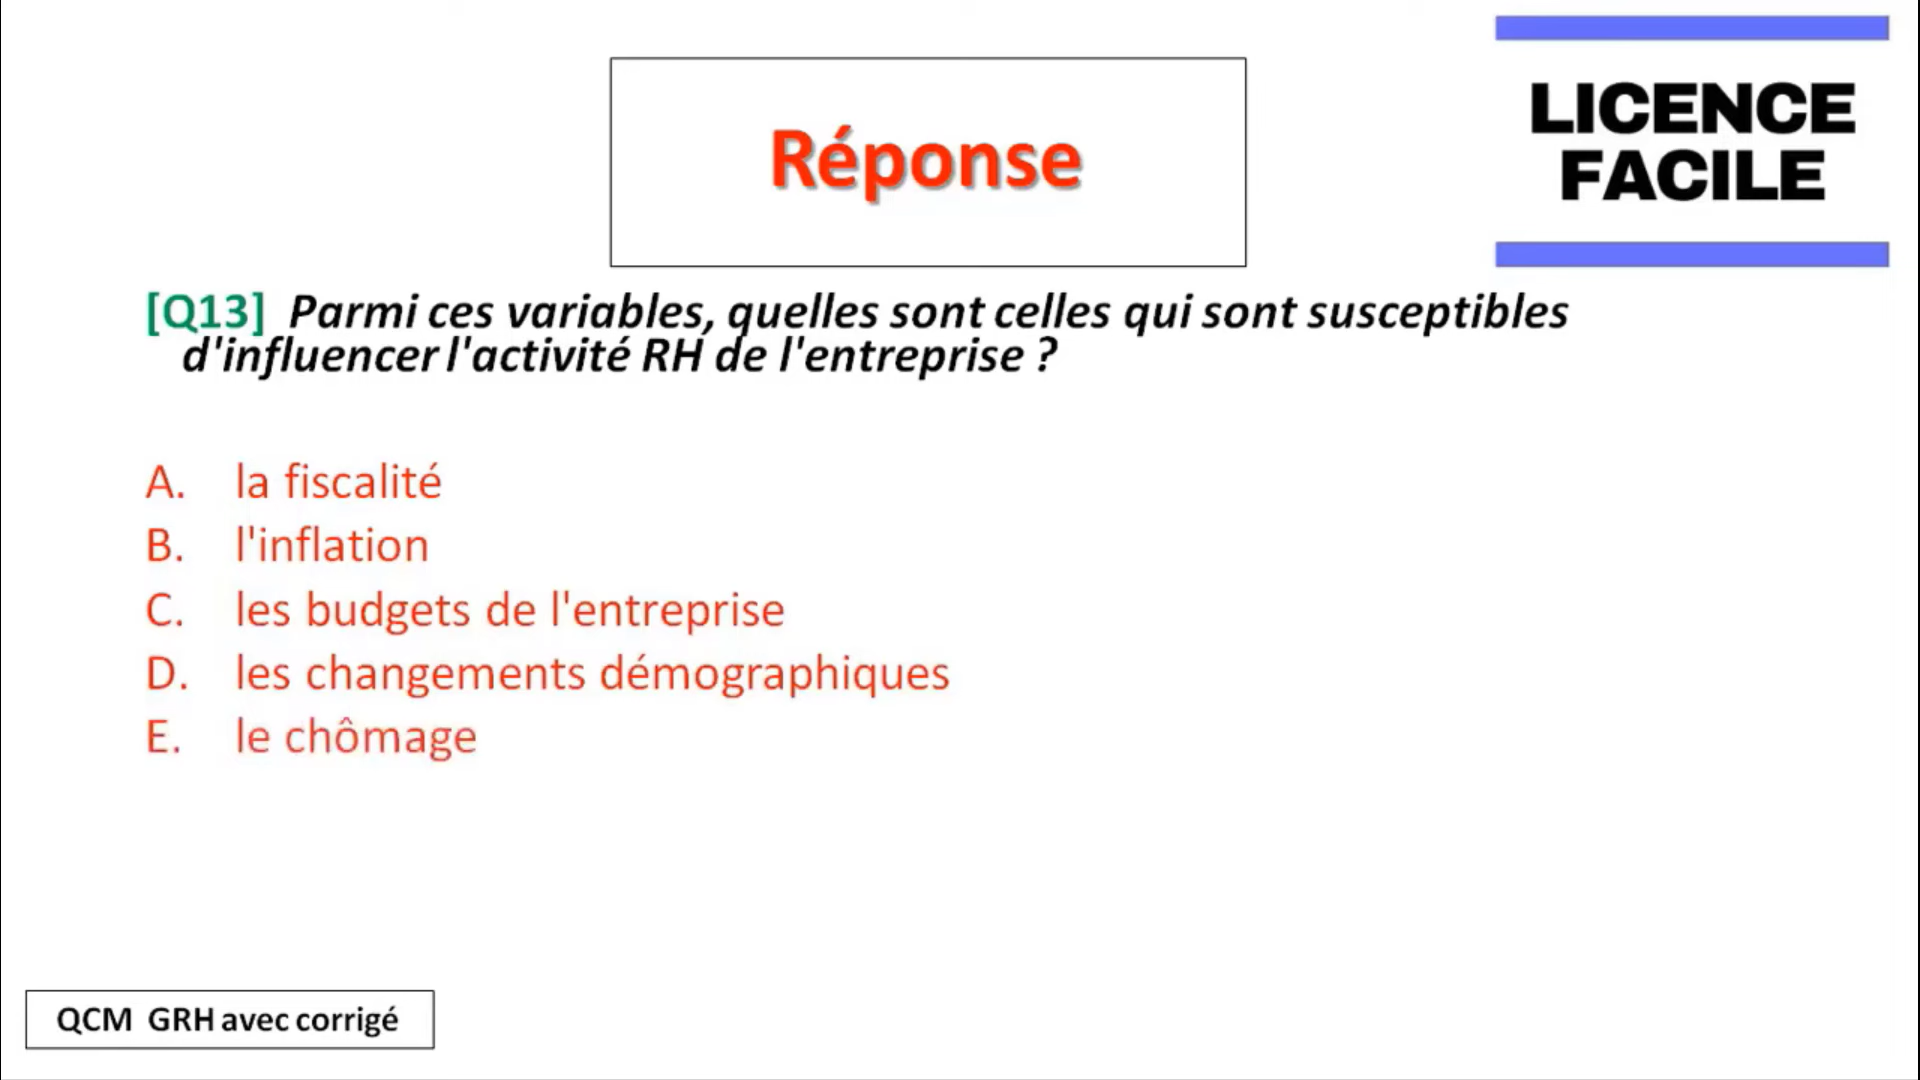 Réponse
LICENCE
FACILE
[Q13] Parmi ces variables, quelles sont celles qui sont susceptibles
d'influencer l'activité RH de l'entreprise ?
A. la fiscalité
B. l'inflation
C. les budgets de l'entreprise
D. les changements démographiques
E. le chômage
QCM GRH avec corrigé